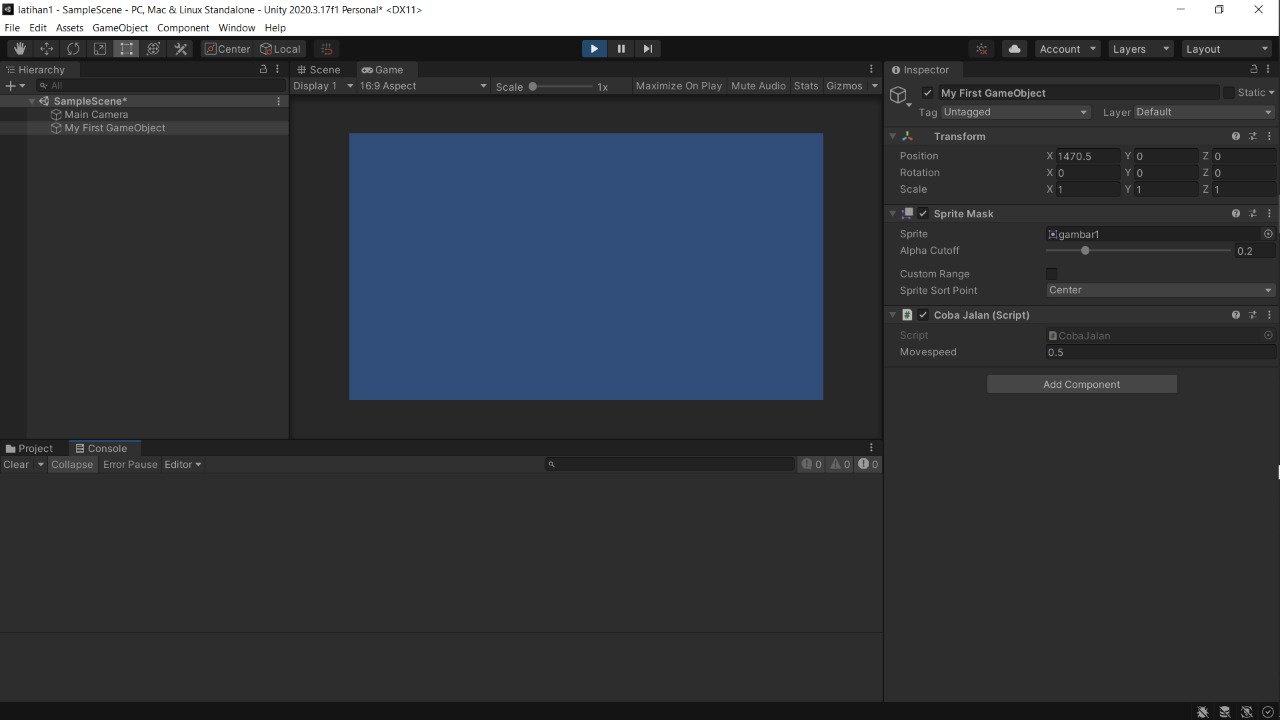 latihan1 - SampleScene - PC, Mac & Linux Standalone - Unity 2020.3.17f1 Personal* <DX11>
File Edit Assets GameObject Component Window Help
Center Local Account Layers Layout
Hierarchy
All
SampleScene*
Main Camera
My First GameObject
Scene Game
Display 1 16:9 Aspect Scale 1x Maximize On Play Mute Audio Stats Gizmos
Project Console
Clear Collapse Error Pause Editor 0 0 0
Inspector
My First GameObject Static
Tag Untagged Layer Default
Transform
Position X 1470.5 Y 0 Z 0
Rotation X 0 Y 0 Z 0
Scale X 1 Y 1 Z 1
Sprite Mask
Sprite gambar1
Alpha Cutoff 0.2
Custom Range
Sprite Sort Point Center
# Coba Jalan (Script)
Script CobaJalan
Movespeed 0.5
Add Component